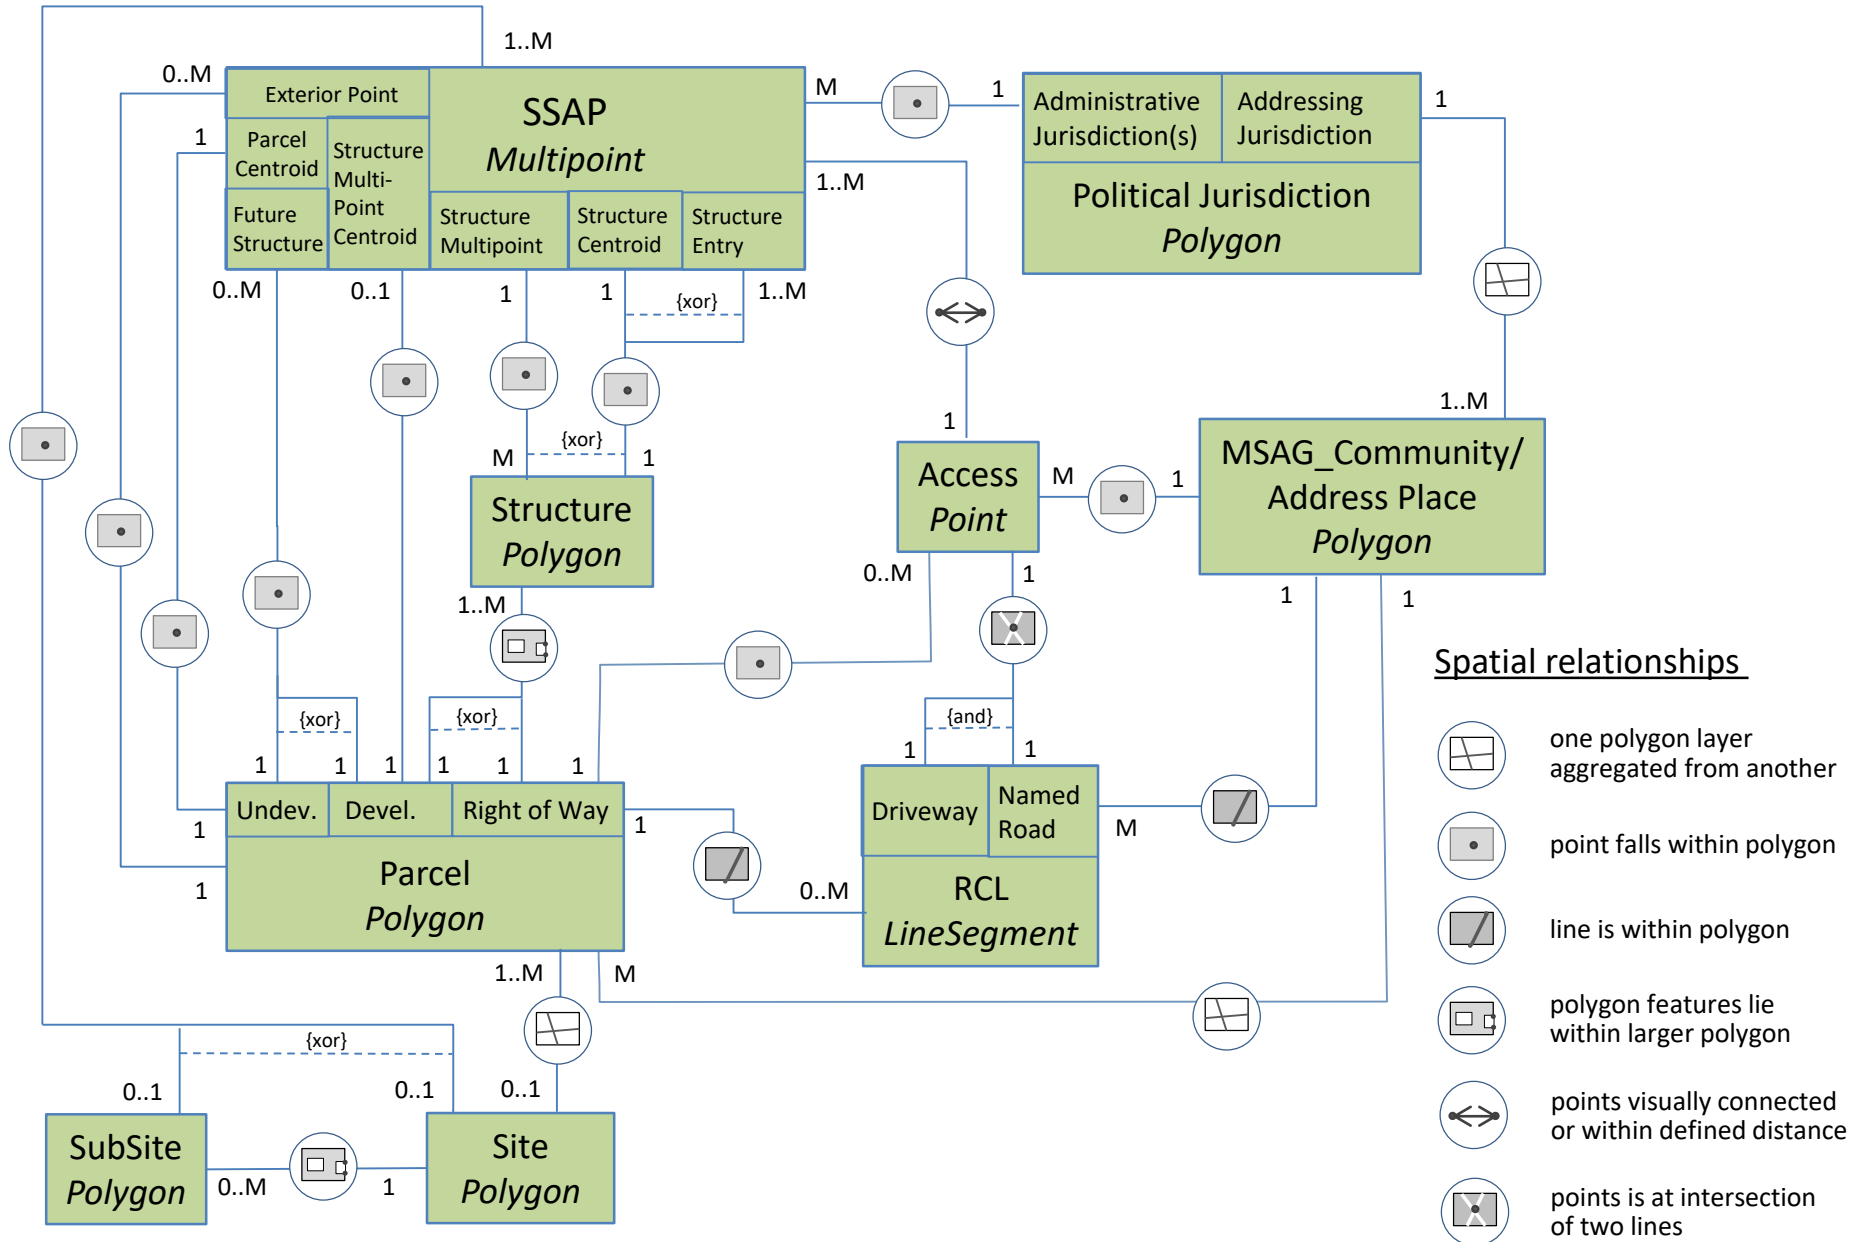 1..M
0..M
Exterior Point
SSAP
Multipoint
M
1
Administrative
Jurisdiction(s)
Addressing
Jurisdiction
1
1
Parcel
Centroid
Structure
Multi-
Point
Centroid
1..M
Political Jurisdiction
Polygon
Future
Structure
Structure
Multipoint
Structure
Centroid
Structure
Entry
0..M
0..1
1
1
{xor}
1..M
1..M
1
{xor}
M
1
Structure
Polygon
Access
Point
M
1
MSAG_Community/
Address Place
Polygon
0..M
1
1
1
1..M
Spatial relationships
one polygon layer
aggregated from another
point falls within polygon
line is within polygon
polygon features lie
within larger polygon
points visually connected
or within defined distance
points is at intersection
of two lines
{xor}
{xor}
{and}
1
1
1
1
1
1
1
1
Undev.
Devel.
Right of Way
1
1
1
Parcel
Polygon
Driveway
Named
Road
M
0..M
RCL
LineSegment
1..M
M
{xor}
0..1
0..1
0..1
SubSite
Polygon
0..M
1
Site
Polygon